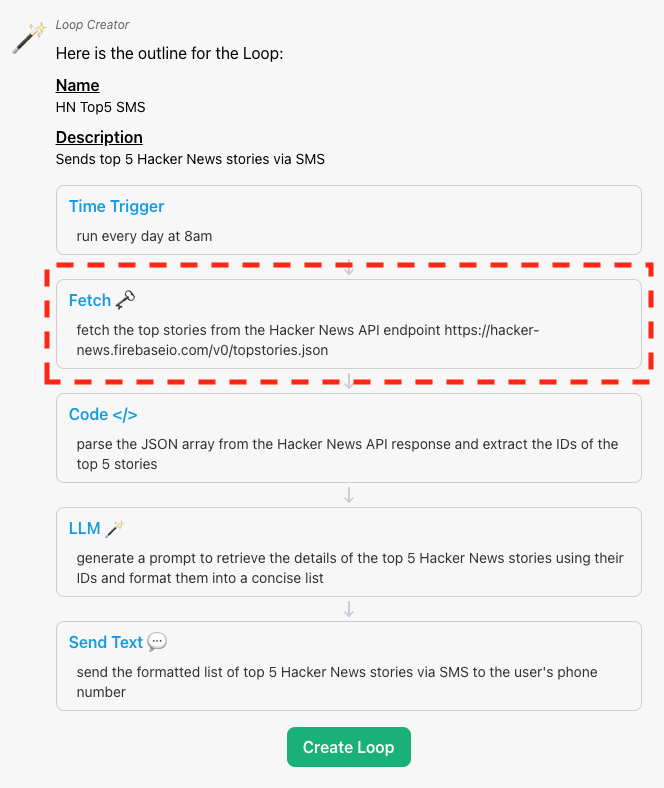 Loop Creator
Here is the outline for the Loop:
Name
HN Top5 SMS
Description
Sends top 5 Hacker News stories via SMS
Time Trigger
run every day at 8am
Fetch
fetch the top stories from the Hacker News API endpoint https://hacker-
news.firebaseio.com/v0/topstories.json
Code </>
parse the JSON array from the Hacker News API response and extract the IDs of the
top 5 stories
LLM
generate a prompt to retrieve the details of the top 5 Hacker News stories using their
IDs and format them into a concise list
Send Text
send the formatted list of top 5 Hacker News stories via SMS to the user's phone
number
Create Loop